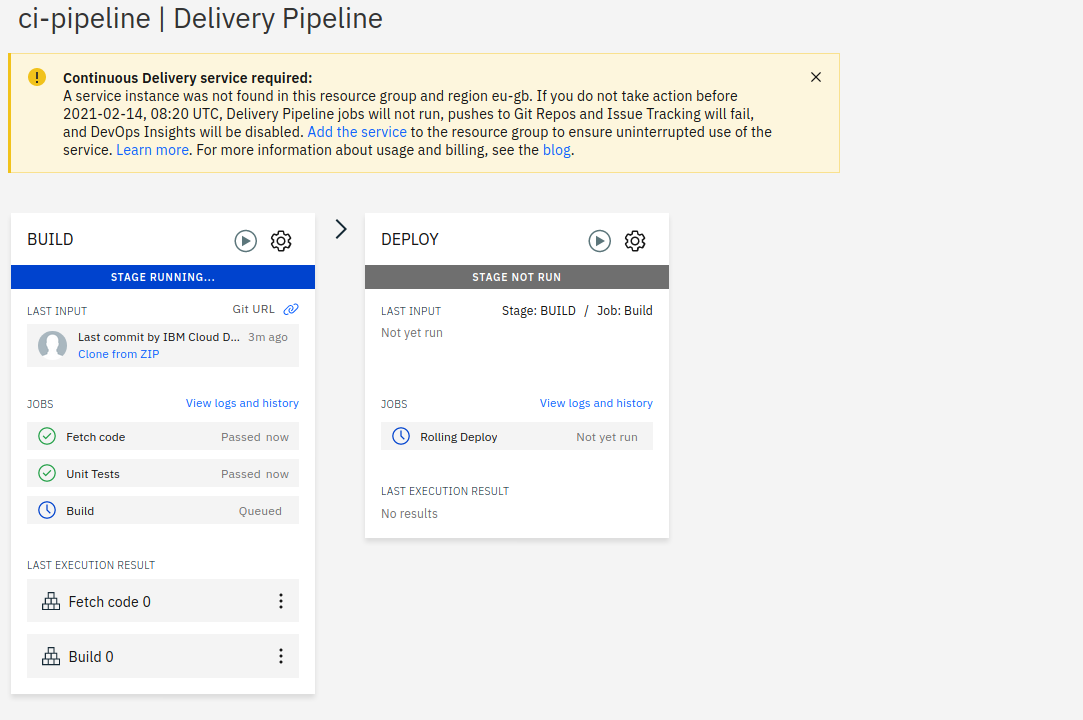 ci-pipeline | Delivery Pipeline
Continuous Delivery service required:
A service instance was not found in this resource group and region eu-gb. If you do not take action before
2021-02-14, 08:20 UTC, Delivery Pipeline jobs will not run, pushes to Git Repos and Issue Tracking will fail,
and DevOps Insights will be disabled. Add the service to the resource group to ensure uninterrupted use of the
service. Learn more. For more information about usage and billing, see the blog.
BUILD
STAGE RUNNING...
LAST INPUT Git URL
Last commit by IBM Cloud D... 3m ago
Clone from ZIP
JOBS View logs and history
Fetch code Passed now
Unit Tests Passed now
Build Queued
LAST EXECUTION RESULT
Fetch code 0
Build 0
DEPLOY
STAGE NOT RUN
LAST INPUT Stage: BUILD / Job: Build
Not yet run
JOBS View logs and history
Rolling Deploy Not yet run
LAST EXECUTION RESULT
No results